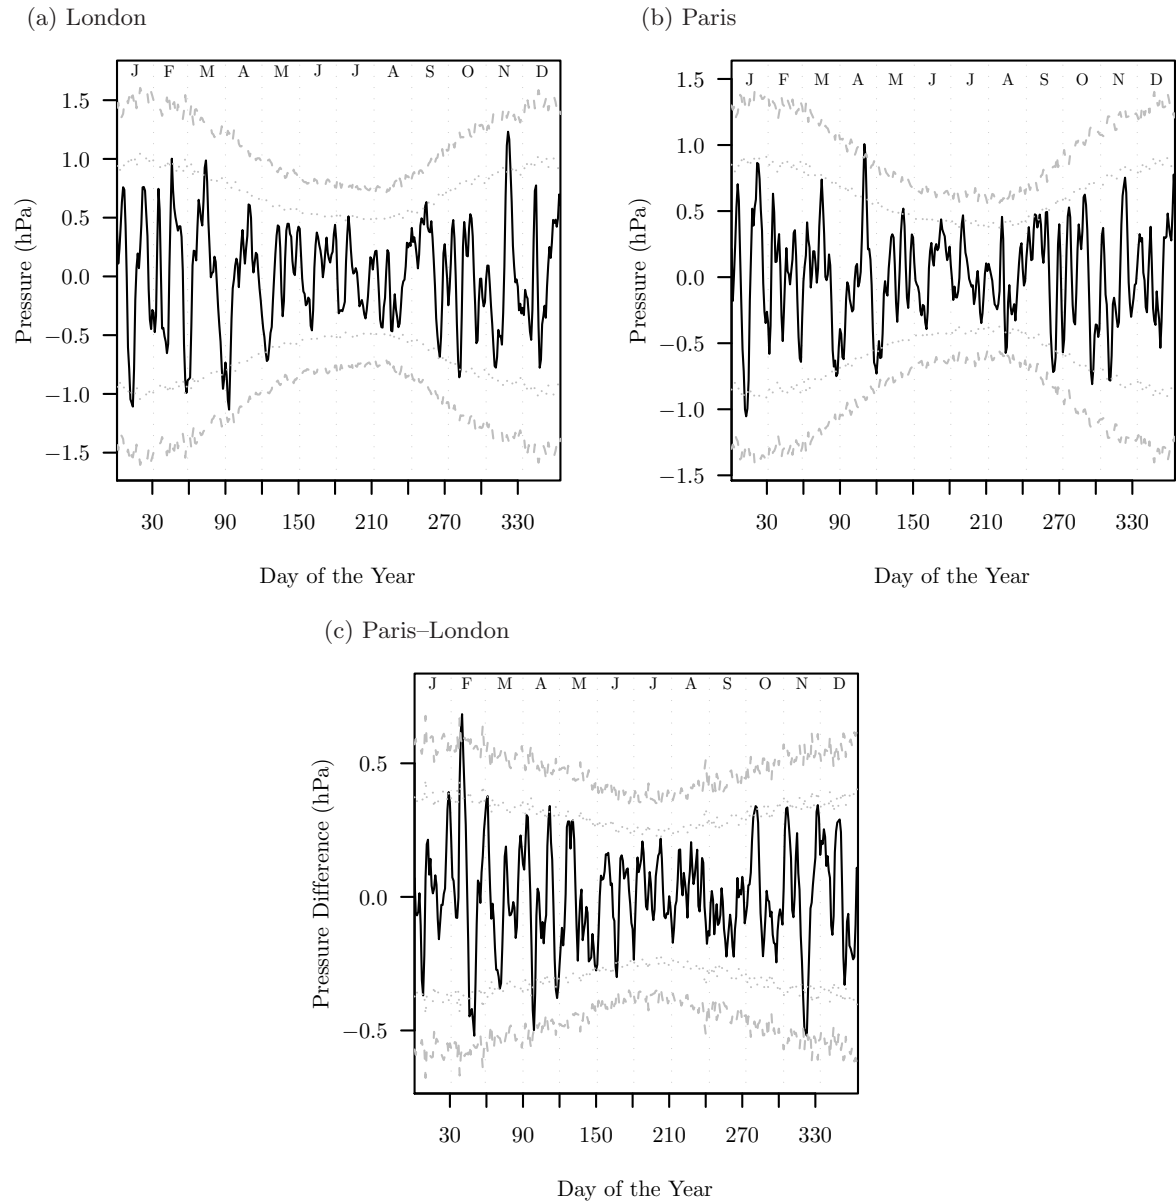 (a) London
J F M A M J J A S O N D
1.5
1.0
0.5
0.0
−0.5
−1.0
−1.5
Pressure (hPa)
30 90 150 210 270 330
Day of the Year
(b) Paris
J F M A M J J A S O N D
1.5
1.0
0.5
0.0
−0.5
−1.0
−1.5
Pressure (hPa)
30 90 150 210 270 330
Day of the Year
(c) Paris–London
J F M A M J J A S O N D
0.5
0.0
−0.5
Pressure Difference (hPa)
30 90 150 210 270 330
Day of the Year